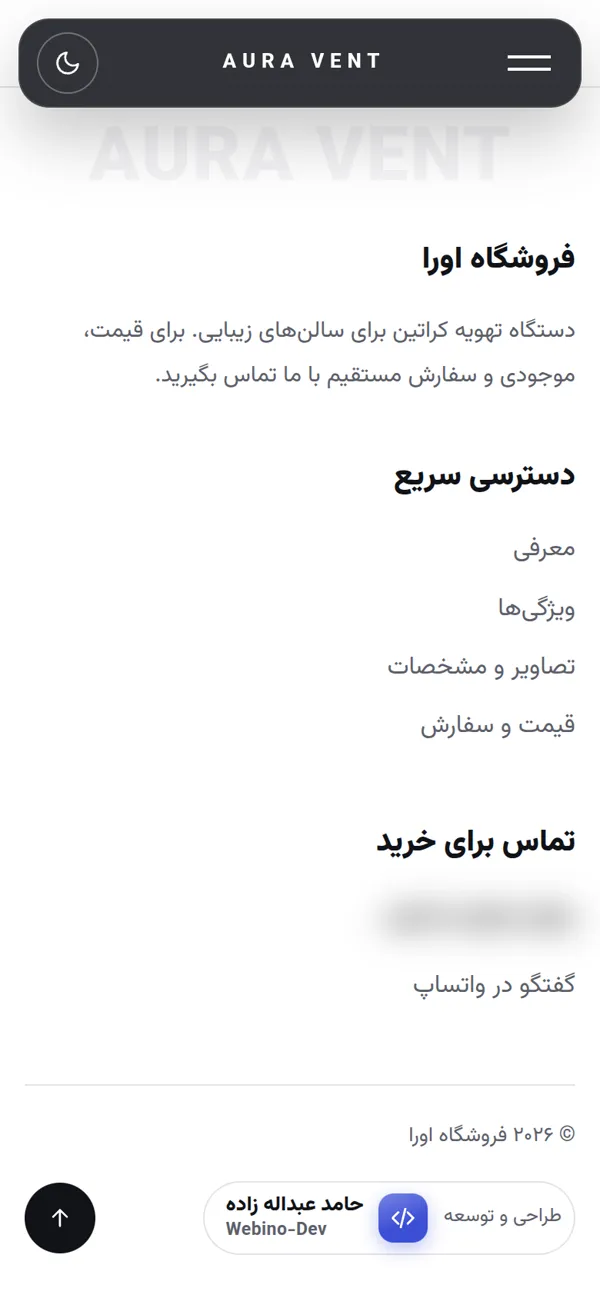 AURA VENT
AURA VENT
فروشگاه اورا
دستگاه تهویه کراتین برای سالن‌های زیبایی. برای قیمت،
موجودی و سفارش مستقیم با ما تماس بگیرید.
دسترسی سریع
معرفی
ویژگی‌ها
تصاویر و مشخصات
قیمت و سفارش
تماس برای خرید
گفتگو در واتساپ
© ۲۰۲۶ فروشگاه اورا
طراحی و توسعه
حامد عبداله زاده
Webino-Dev